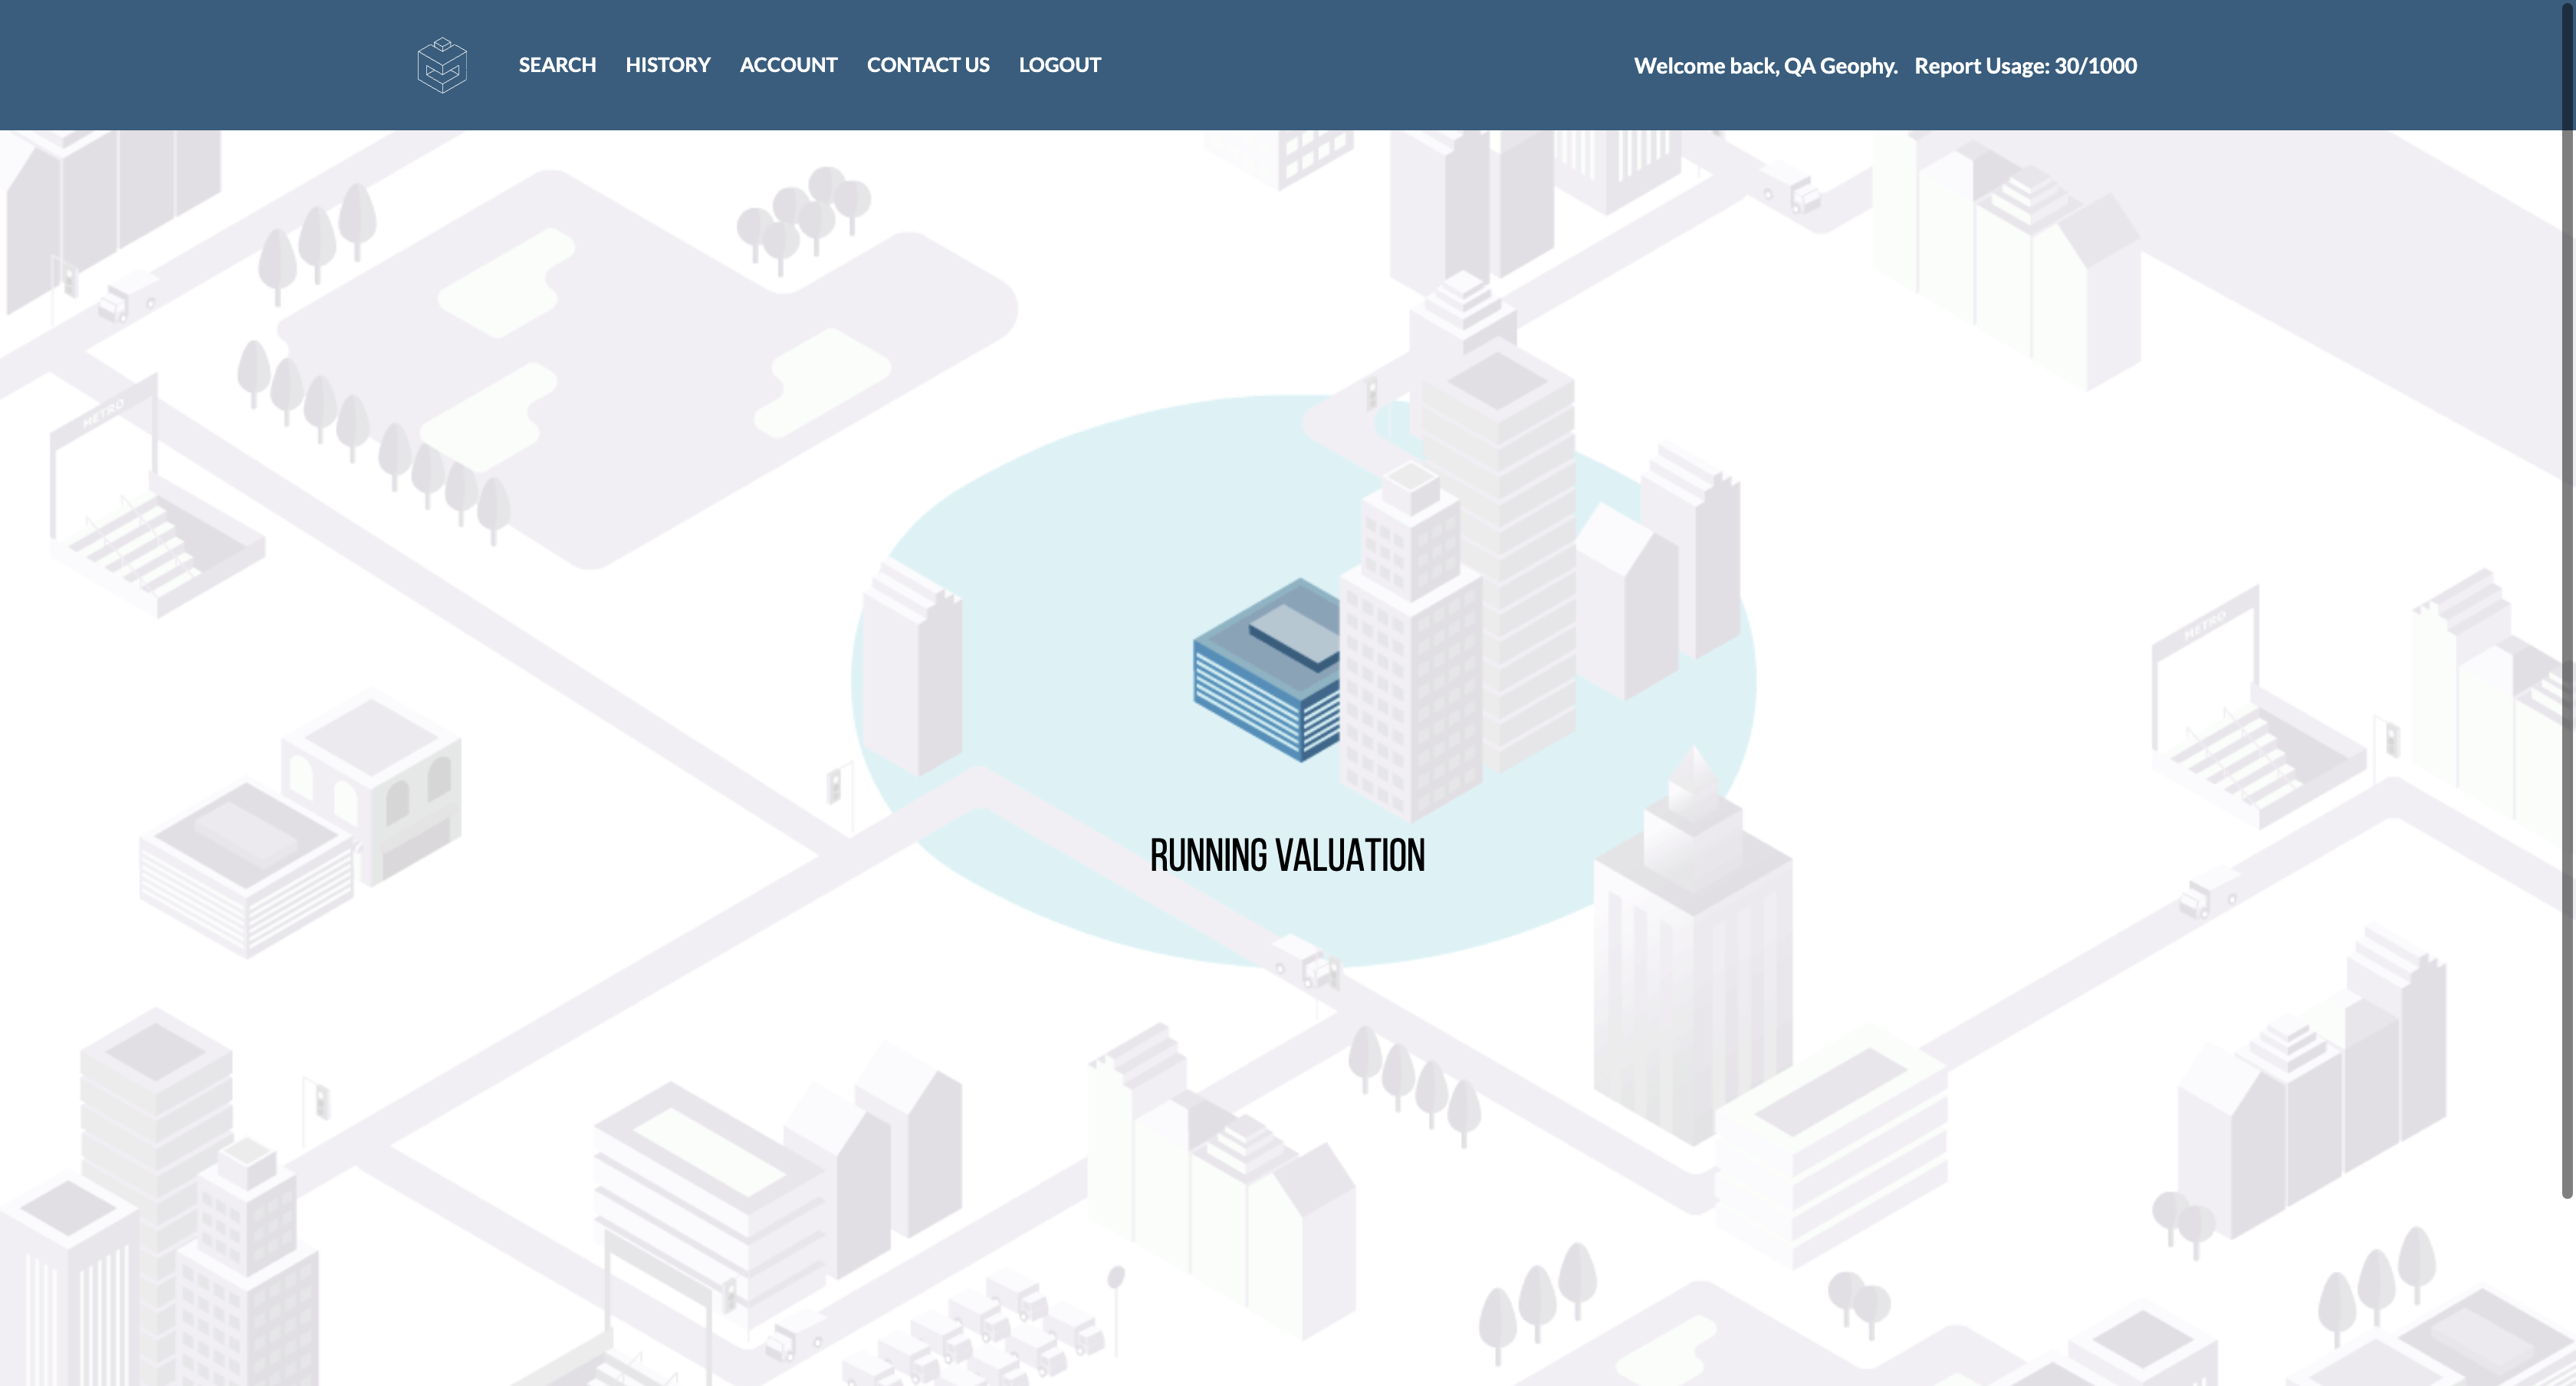 SEARCH HISTORY ACCOUNT CONTACT US LOGOUT Welcome back, QA Geophy. Report Usage: 30/1000
METRO
METRO
RUNNING VALUATION